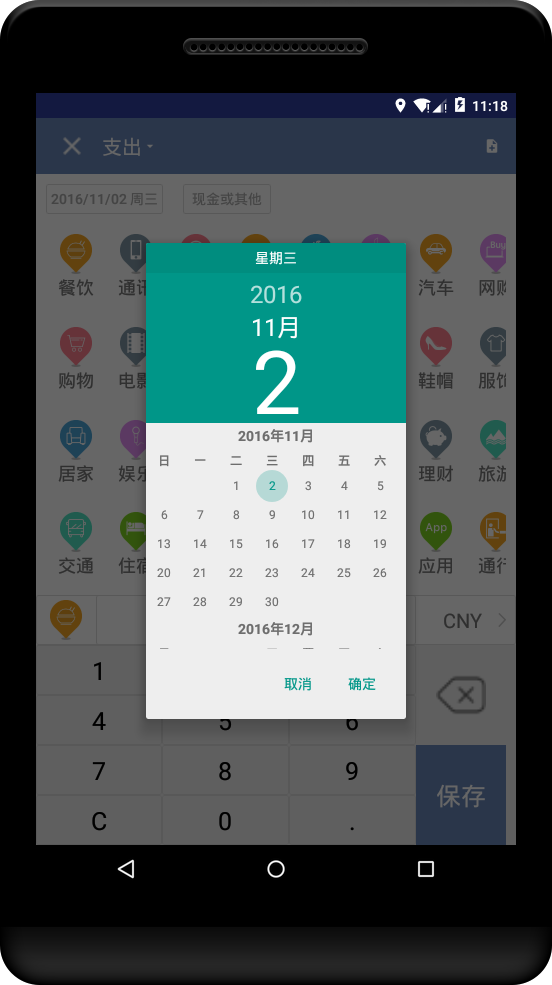 11:18
支出
2016/11/02 周三 现金或其他
Buy
餐饮 通讯 汽车 网购
星期三
2016
11月
2
购物 电影 鞋帽 服饰
2016年11月
日 一 二 三 四 五 六
1 2 3 4 5
6 7 8 9 10 11 12
13 14 15 16 17 18 19
20 21 22 23 24 25 26
27 28 29 30
2016年12月
居家 娱乐 理财 旅游
App
交通 住宿 应用 通行
CNY
取消 确定
1
4 5 6
7 8 9 保存
C 0 .